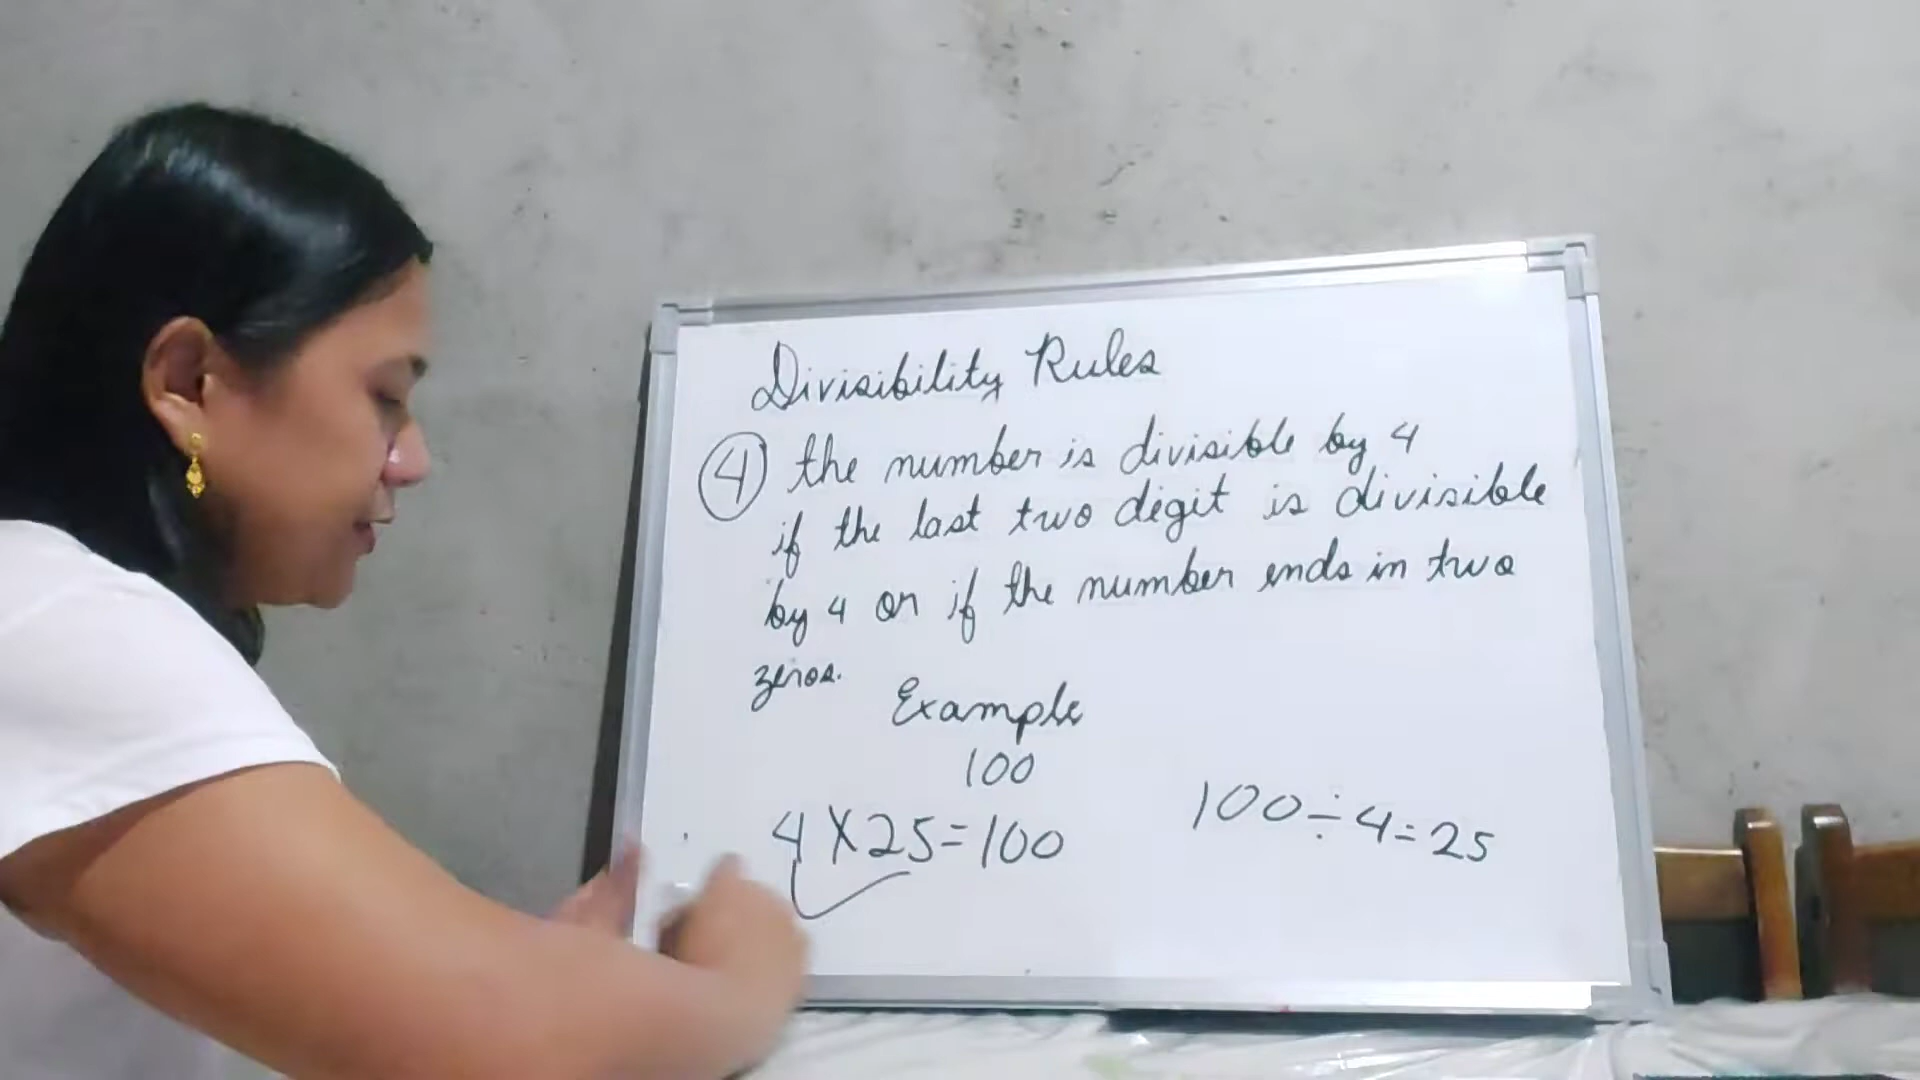 Divisibility Rules
4 the number is divisible by 4
if the last two digit is divisible
by 4 or if the number ends in two
zeros.
Example
100
4 X 25 = 100
100 ÷ 4 = 25